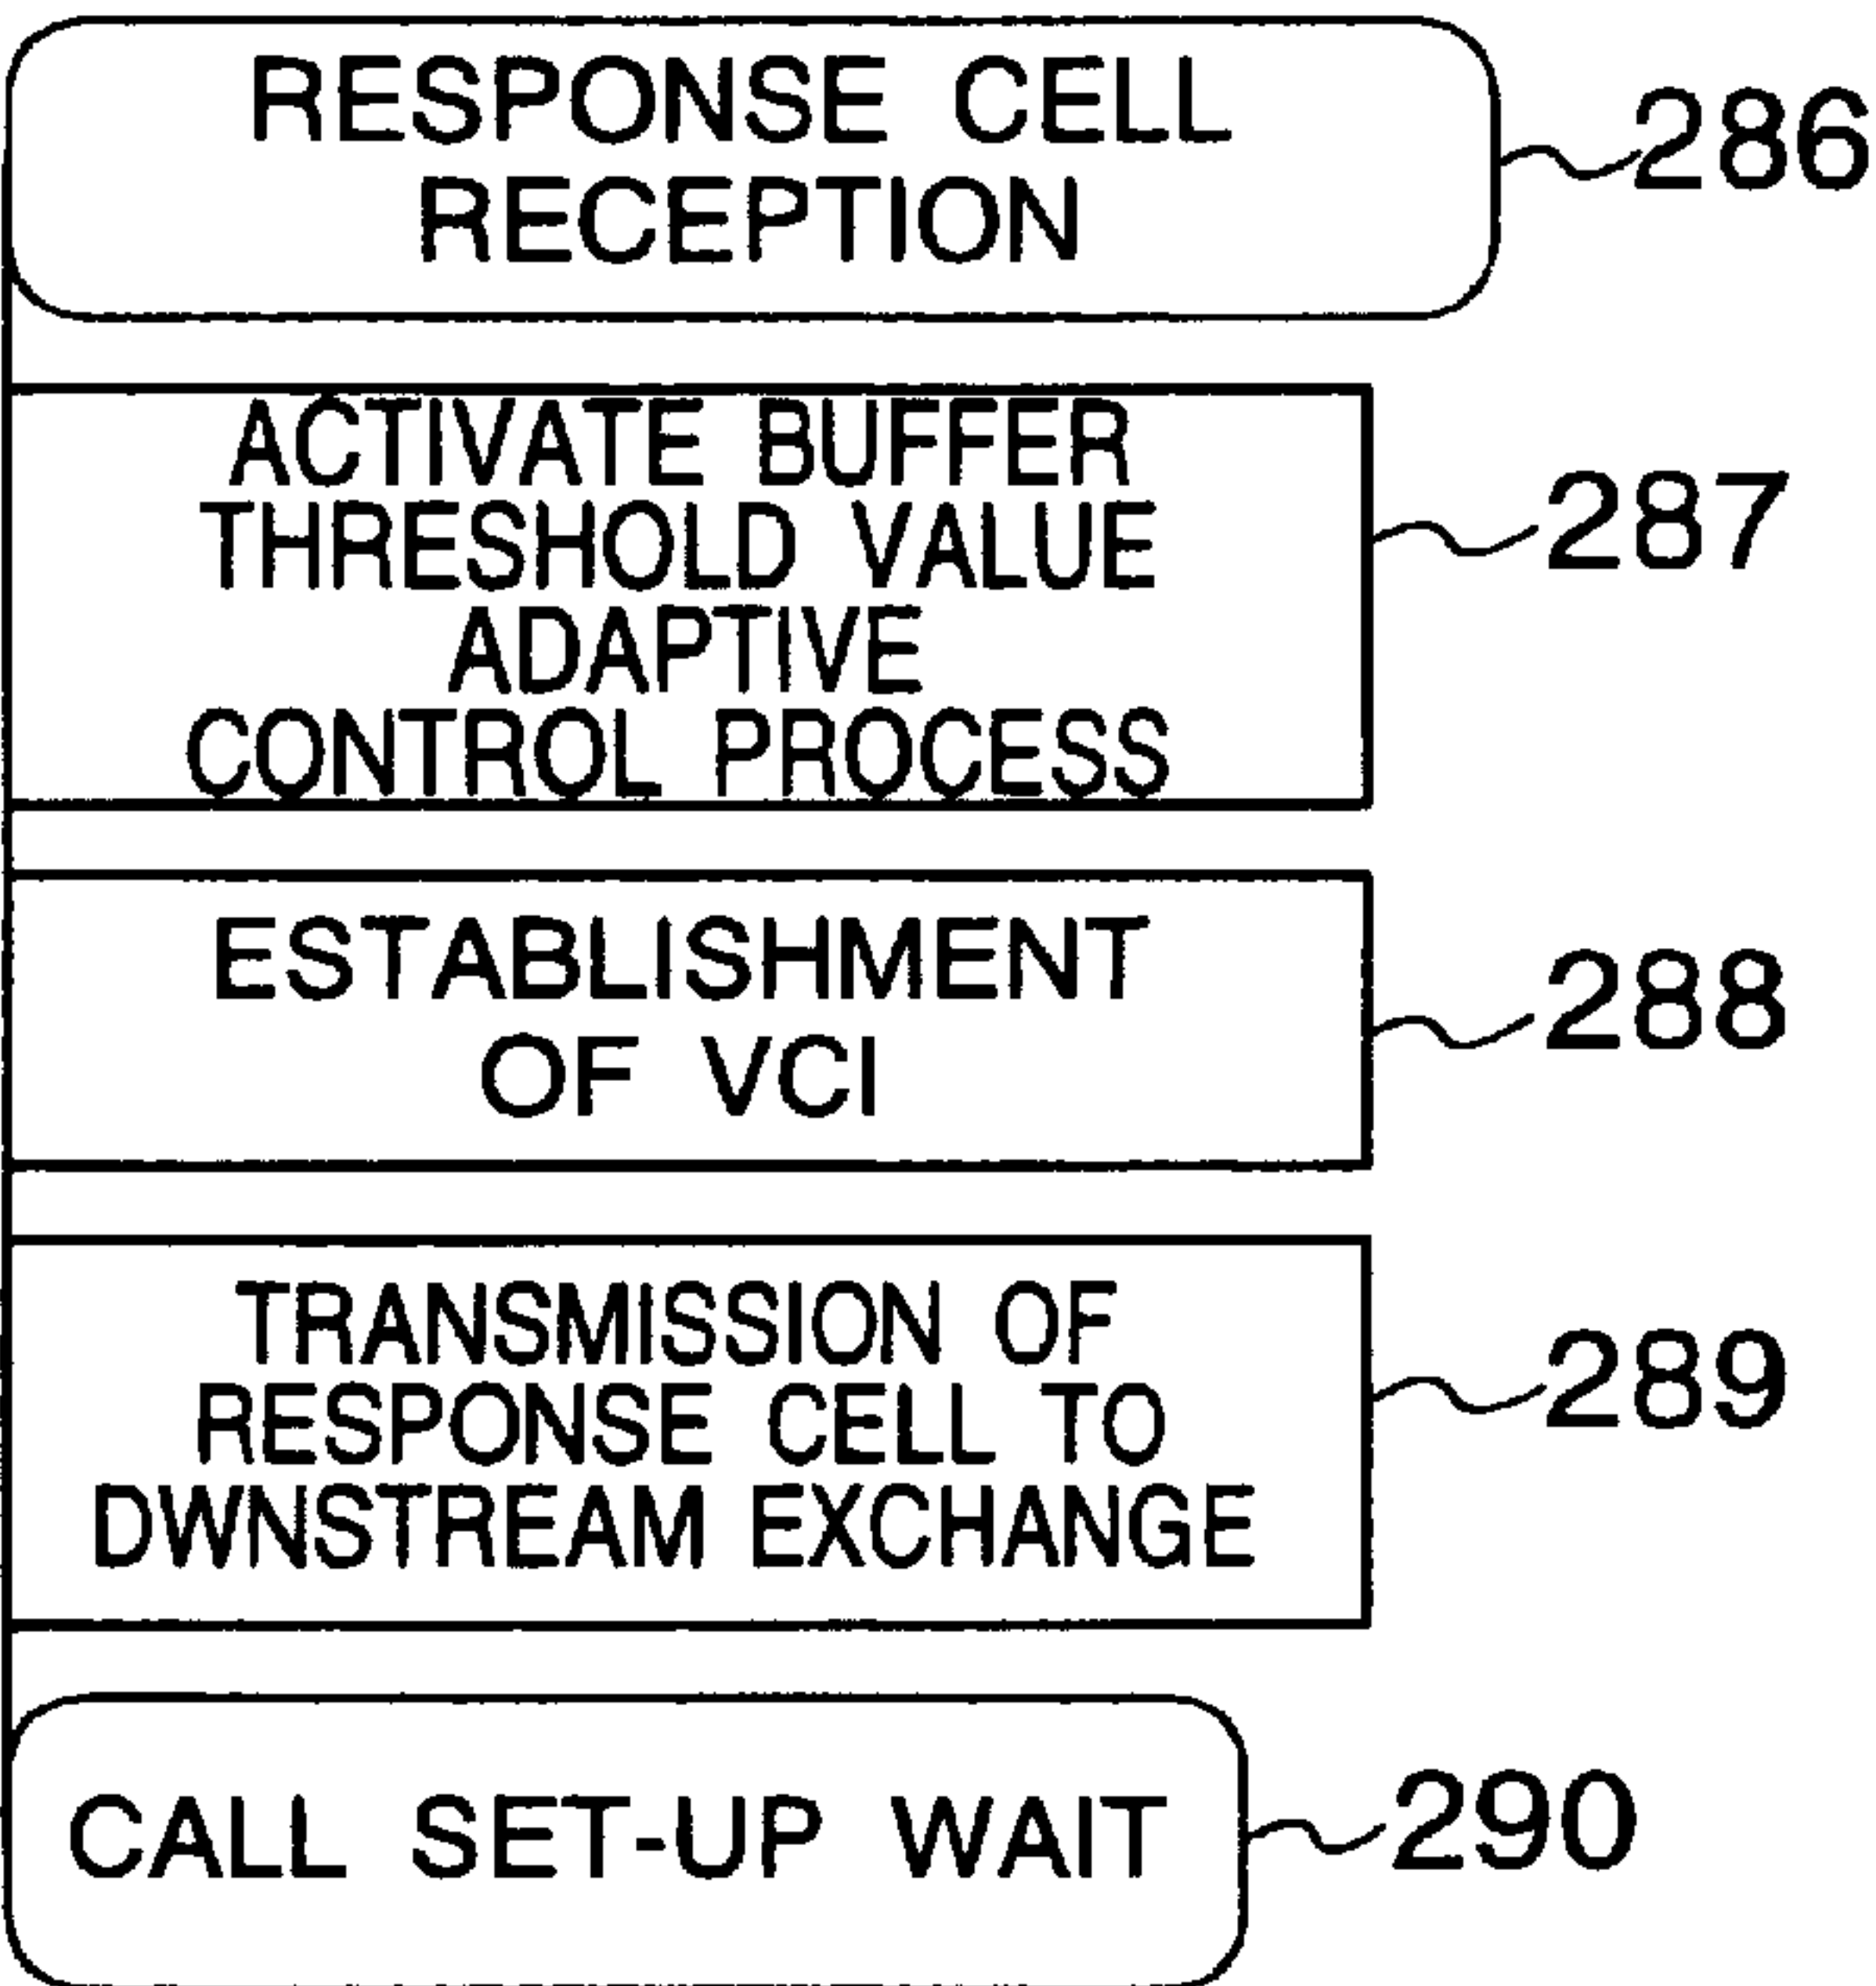 RESPONSE CELL
RECEPTION
286
ACTIVATE BUFFER
THRESHOLD VALUE
ADAPTIVE
CONTROL PROCESS
287
ESTABLISHMENT
OF VCI
288
TRANSMISSION OF
RESPONSE CELL TO
DWNSTREAM EXCHANGE
289
CALL SET-UP WAIT
290